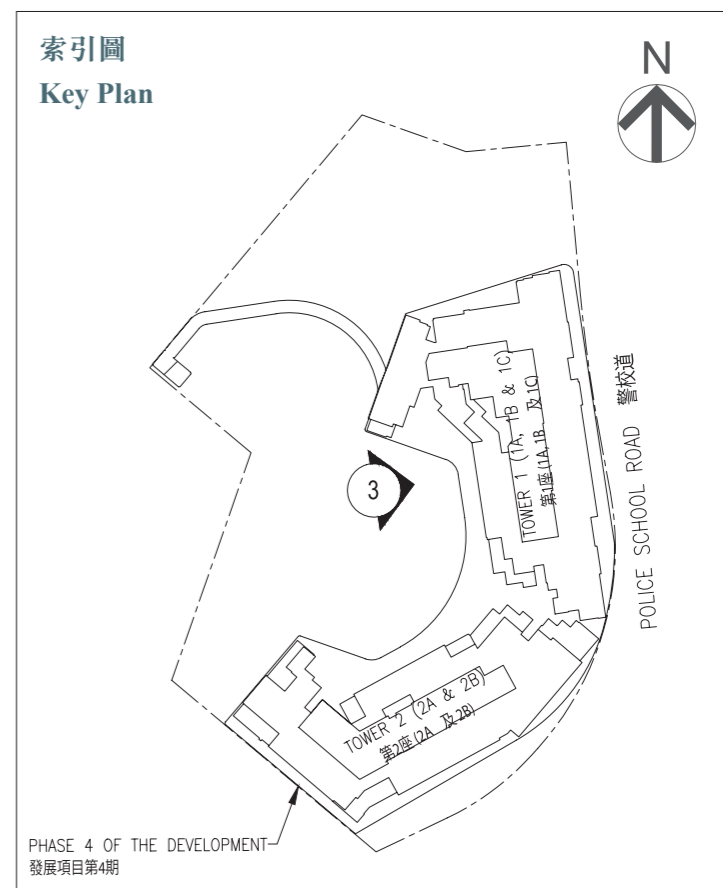 索引圖
Key Plan
N
3
TOWER 1 (1A, 1B & 1C)
第1座(1A,1B 及1C)
POLICE SCHOOL ROAD 警校道
TOWER 2 (2A & 2B)
第2座(2A 及2B)
PHASE 4 OF THE DEVELOPMENT
發展項目第4期